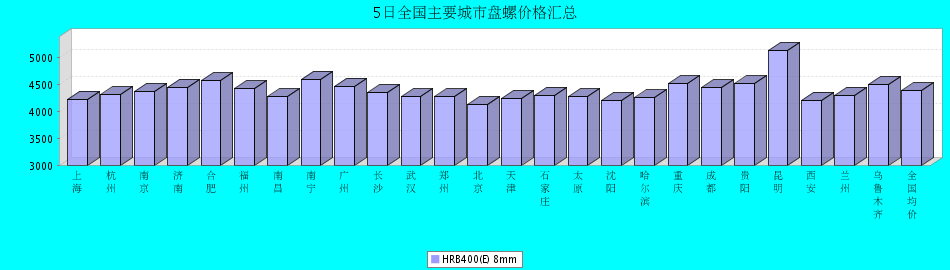 5日全国主要城市盘螺价格汇总
5000
4500
4000
3500
3000
上海
杭州
南京
济南
合肥
福州
南昌
南宁
广州
长沙
武汉
郑州
北京
天津
石家庄
太原
沈阳
哈尔滨
重庆
成都
贵阳
昆明
西安
兰州
乌鲁木齐
全国均价
HRB400(E) 8mm